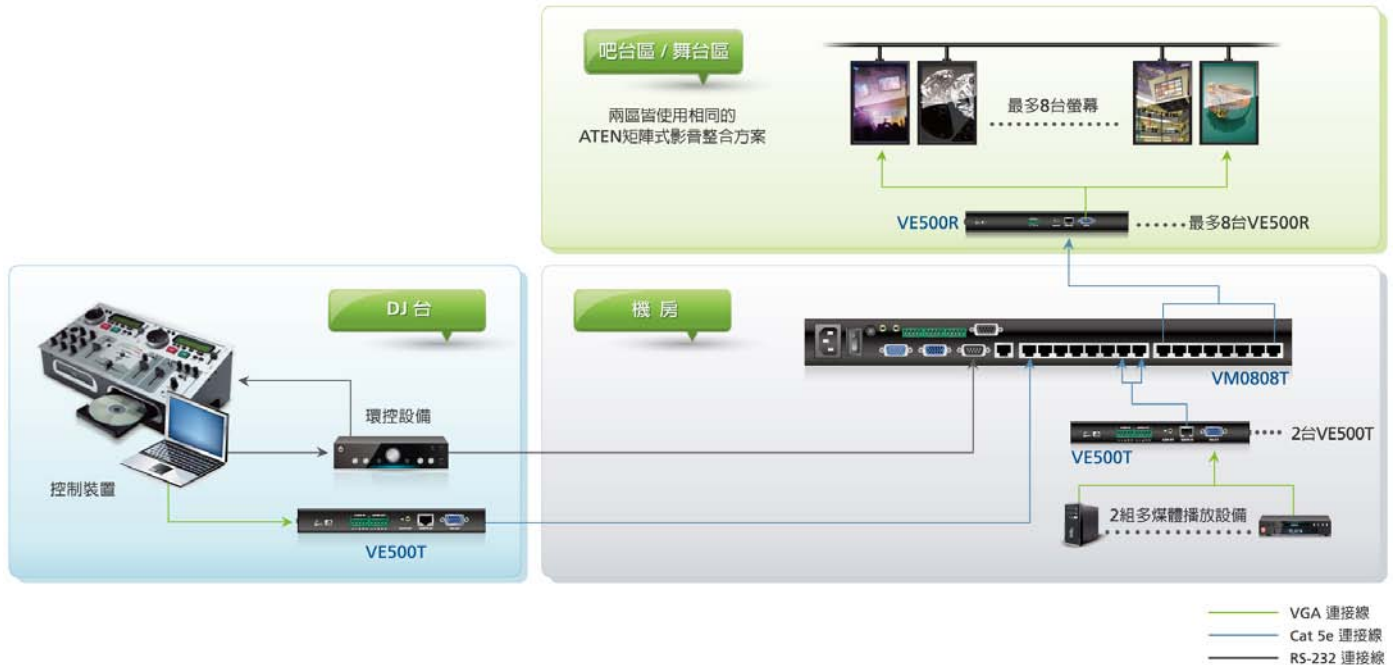 吧台區 / 舞台區
兩區皆使用相同的
ATEN矩陣式影音整合方案
最多8台螢幕
VE500R
最多8台VE500R
DJ 台
機 房
VM0808T
環控設備
2台VE500T
VE500T
控制裝置
2組多媒體播放設備
VE500T
VGA 連接線
Cat 5e 連接線
RS-232 連接線